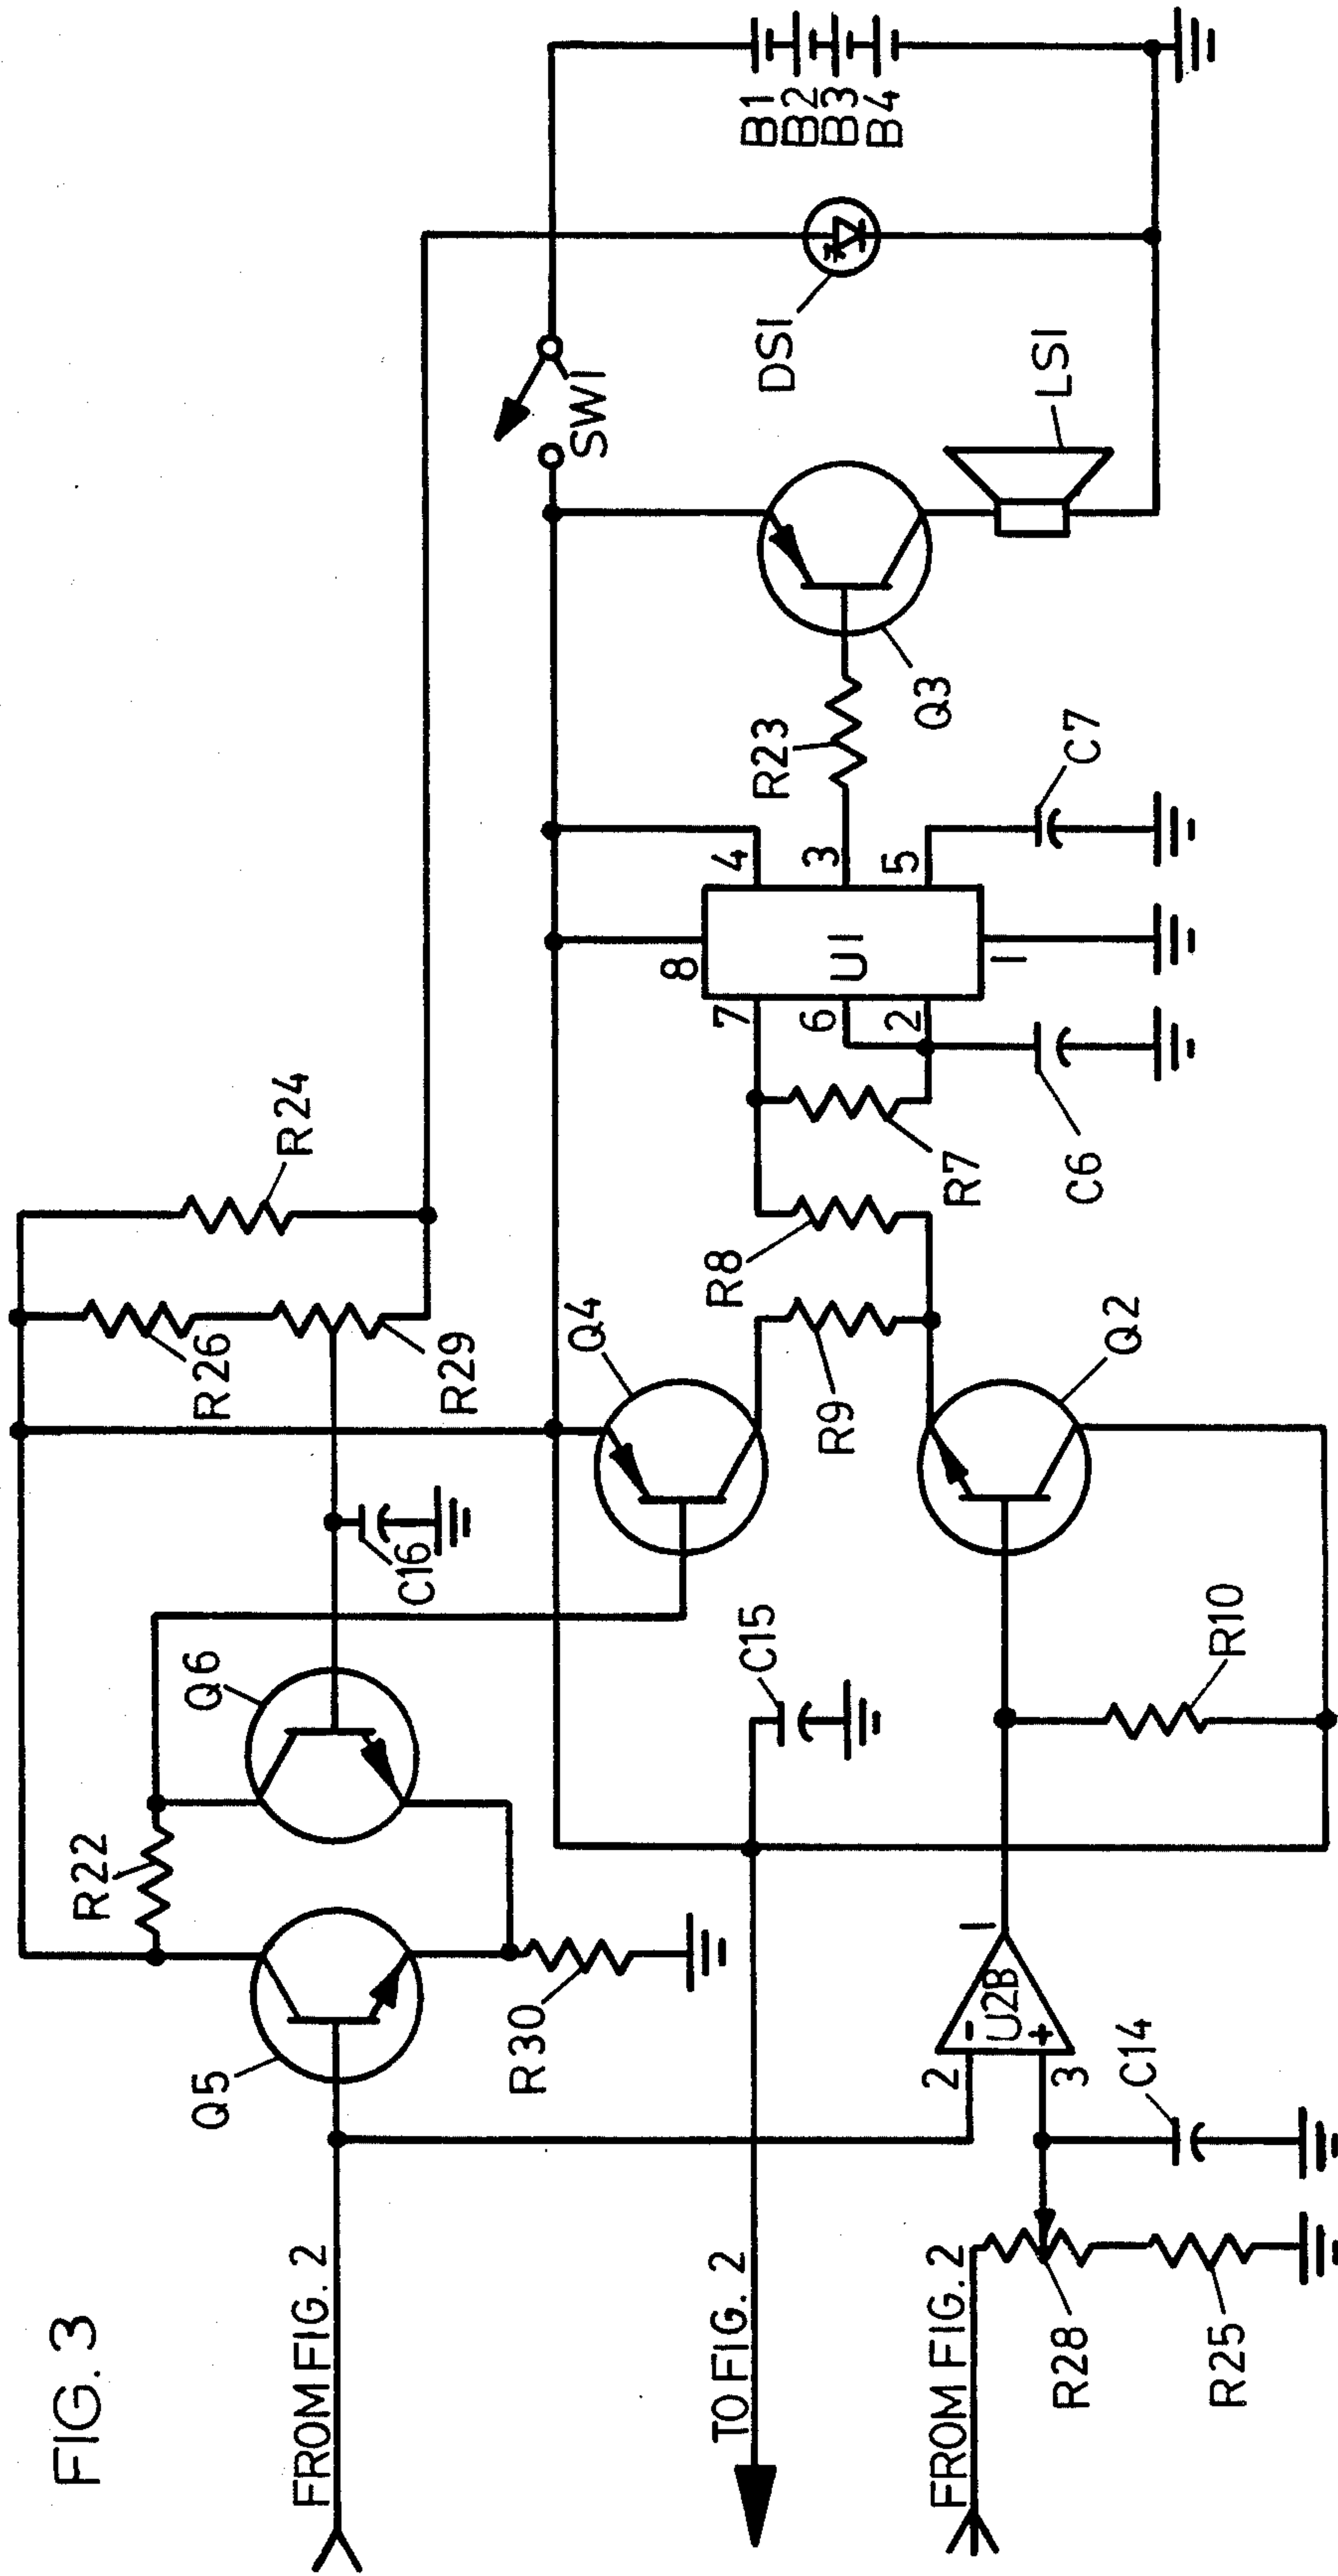 FIG. 3
FROM FIG. 2
TO FIG. 2
FROM FIG. 2
R28
R25
C14
2
3
-
+
U2B
1
Q5
R30
R22
Q6
C15
R10
C16
Q4
Q2
R9
R8
R7
R26
R29
R24
C6
7
6
2
8
U1
1
4
3
5
C7
R23
Q3
SW1
LS1
DS1
B1
B2
B3
B4